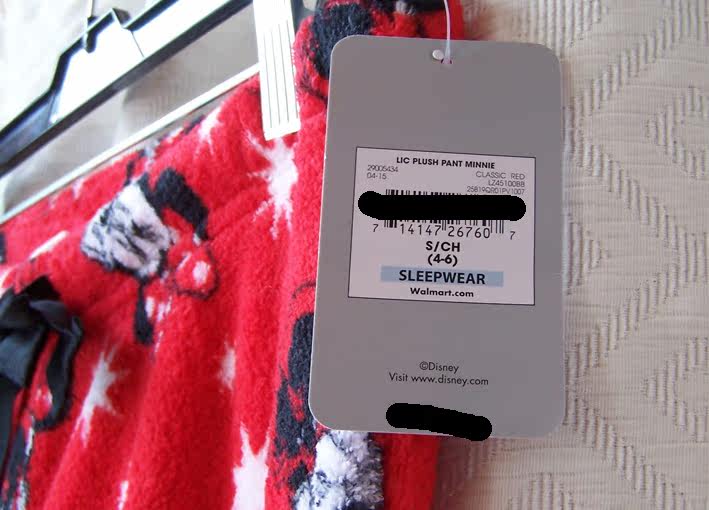 LIC PLUSH PANT MINNIE
29005434 CLASSIC RED
04-15 LZ45100BB
25819QR01PV1007
7 14147 26760 7
S/CH
(4-6)
SLEEPWEAR
Walmart.com
©Disney
Visit www.disney.com